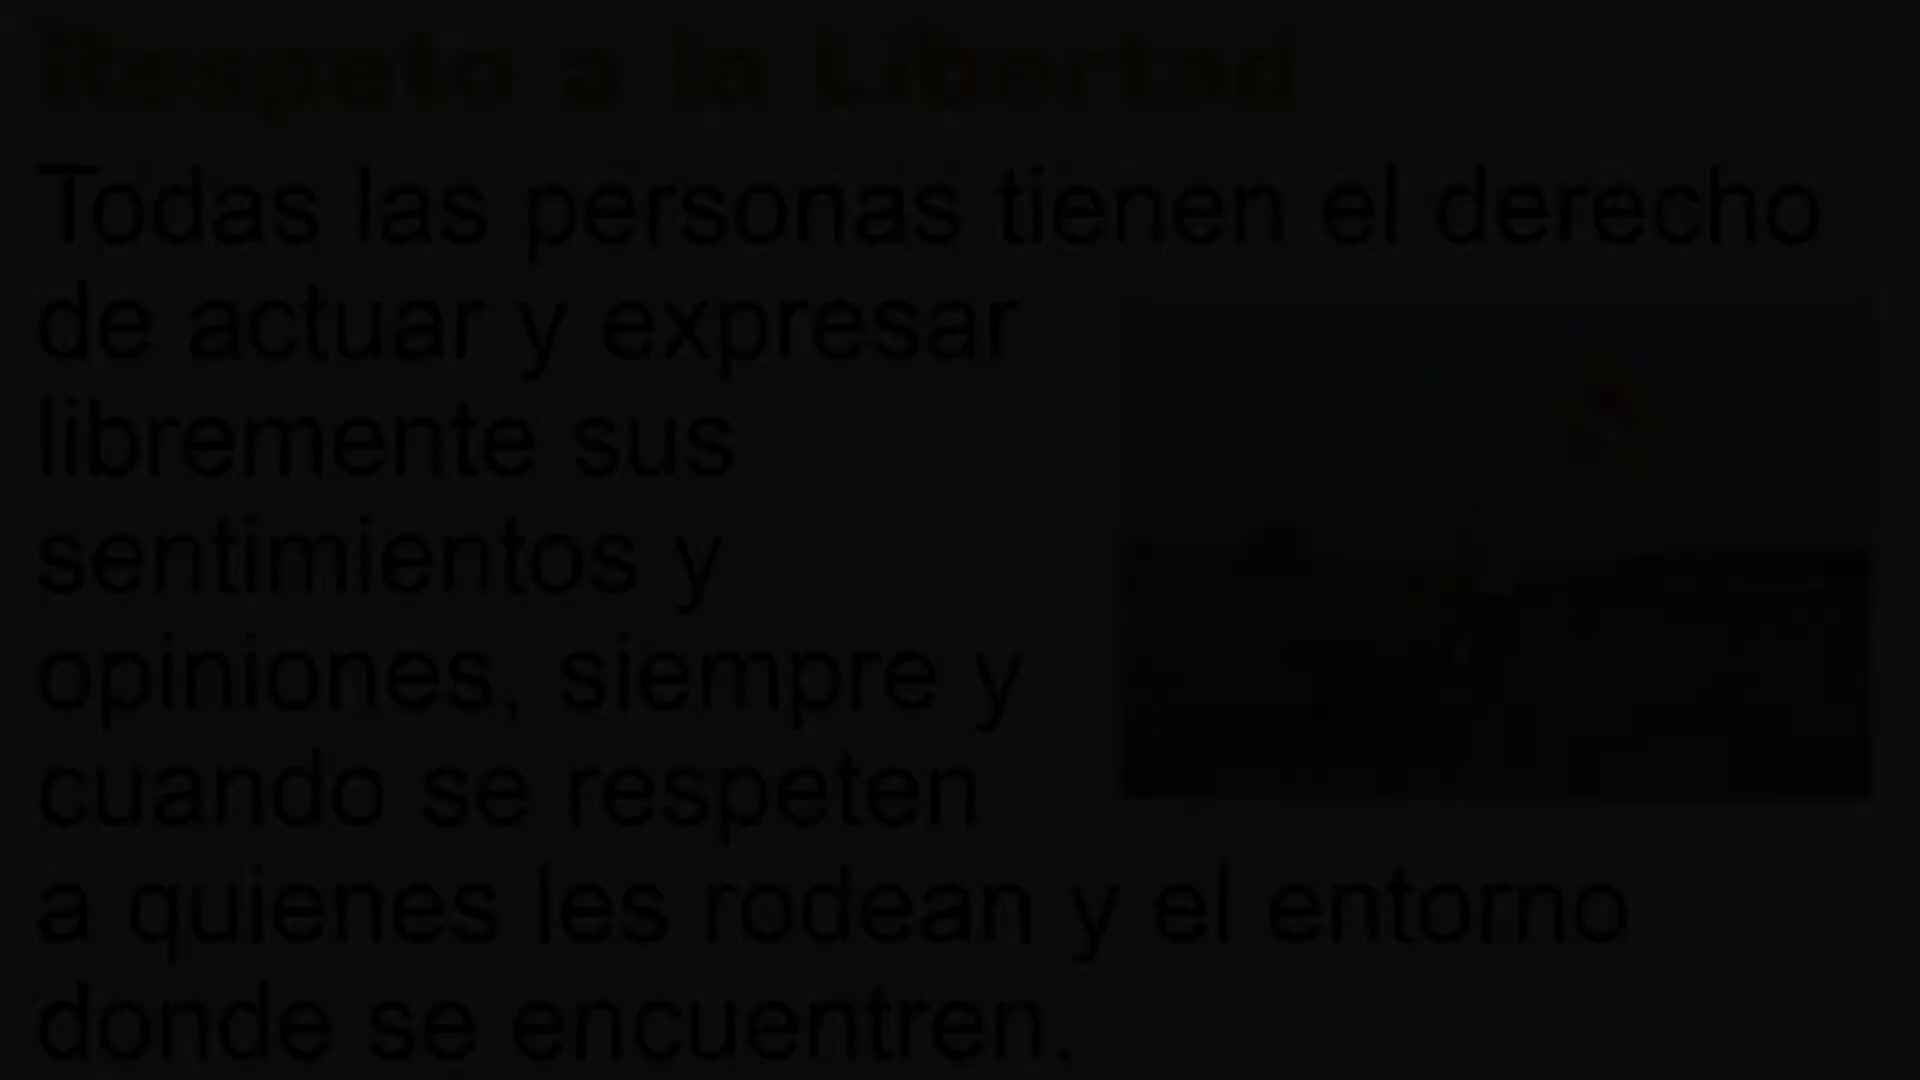 Respeto a la Libertad
Todas las personas tienen el derecho
de actuar y expresar
libremente sus
sentimientos y
opiniones, siempre y
cuando se respeten
a quienes les rodean y el entorno
donde se encuentren.